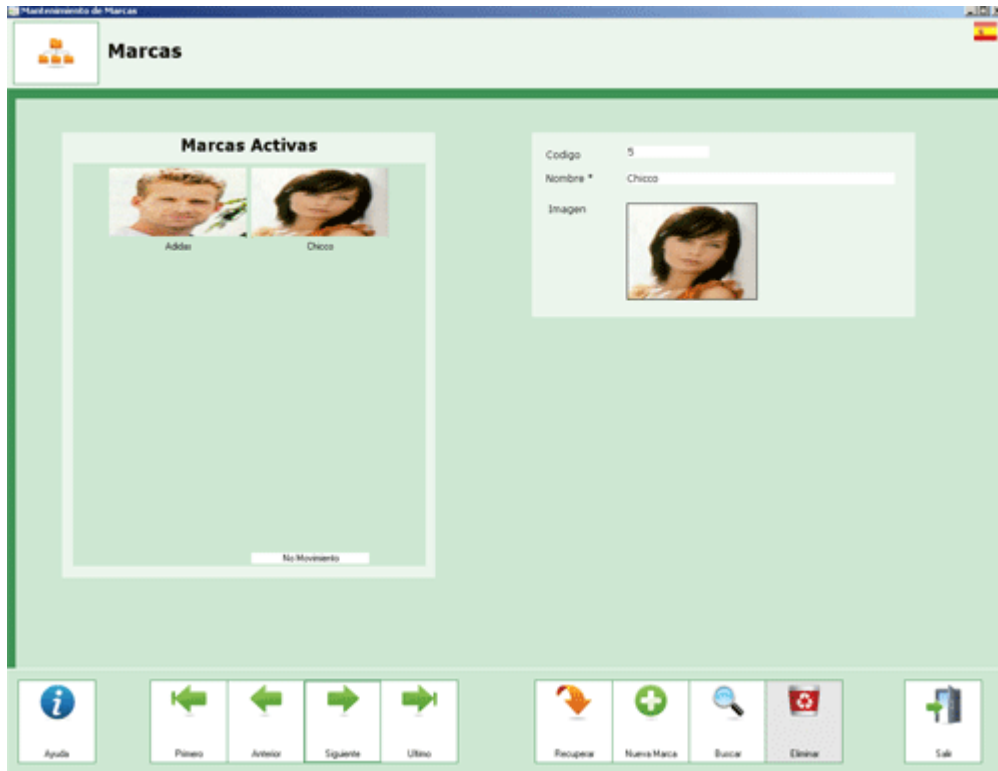 Mantenimiento de Marcas
Marcas
Marcas Activas
Adidas
Chicco
No Movimiento
Codigo
5
Nombre *
Chicco
Imagen
Ayuda
Primero
Anterior
Siguiente
Ultimo
Recuperar
Nueva Marca
Buscar
Eliminar
Salir